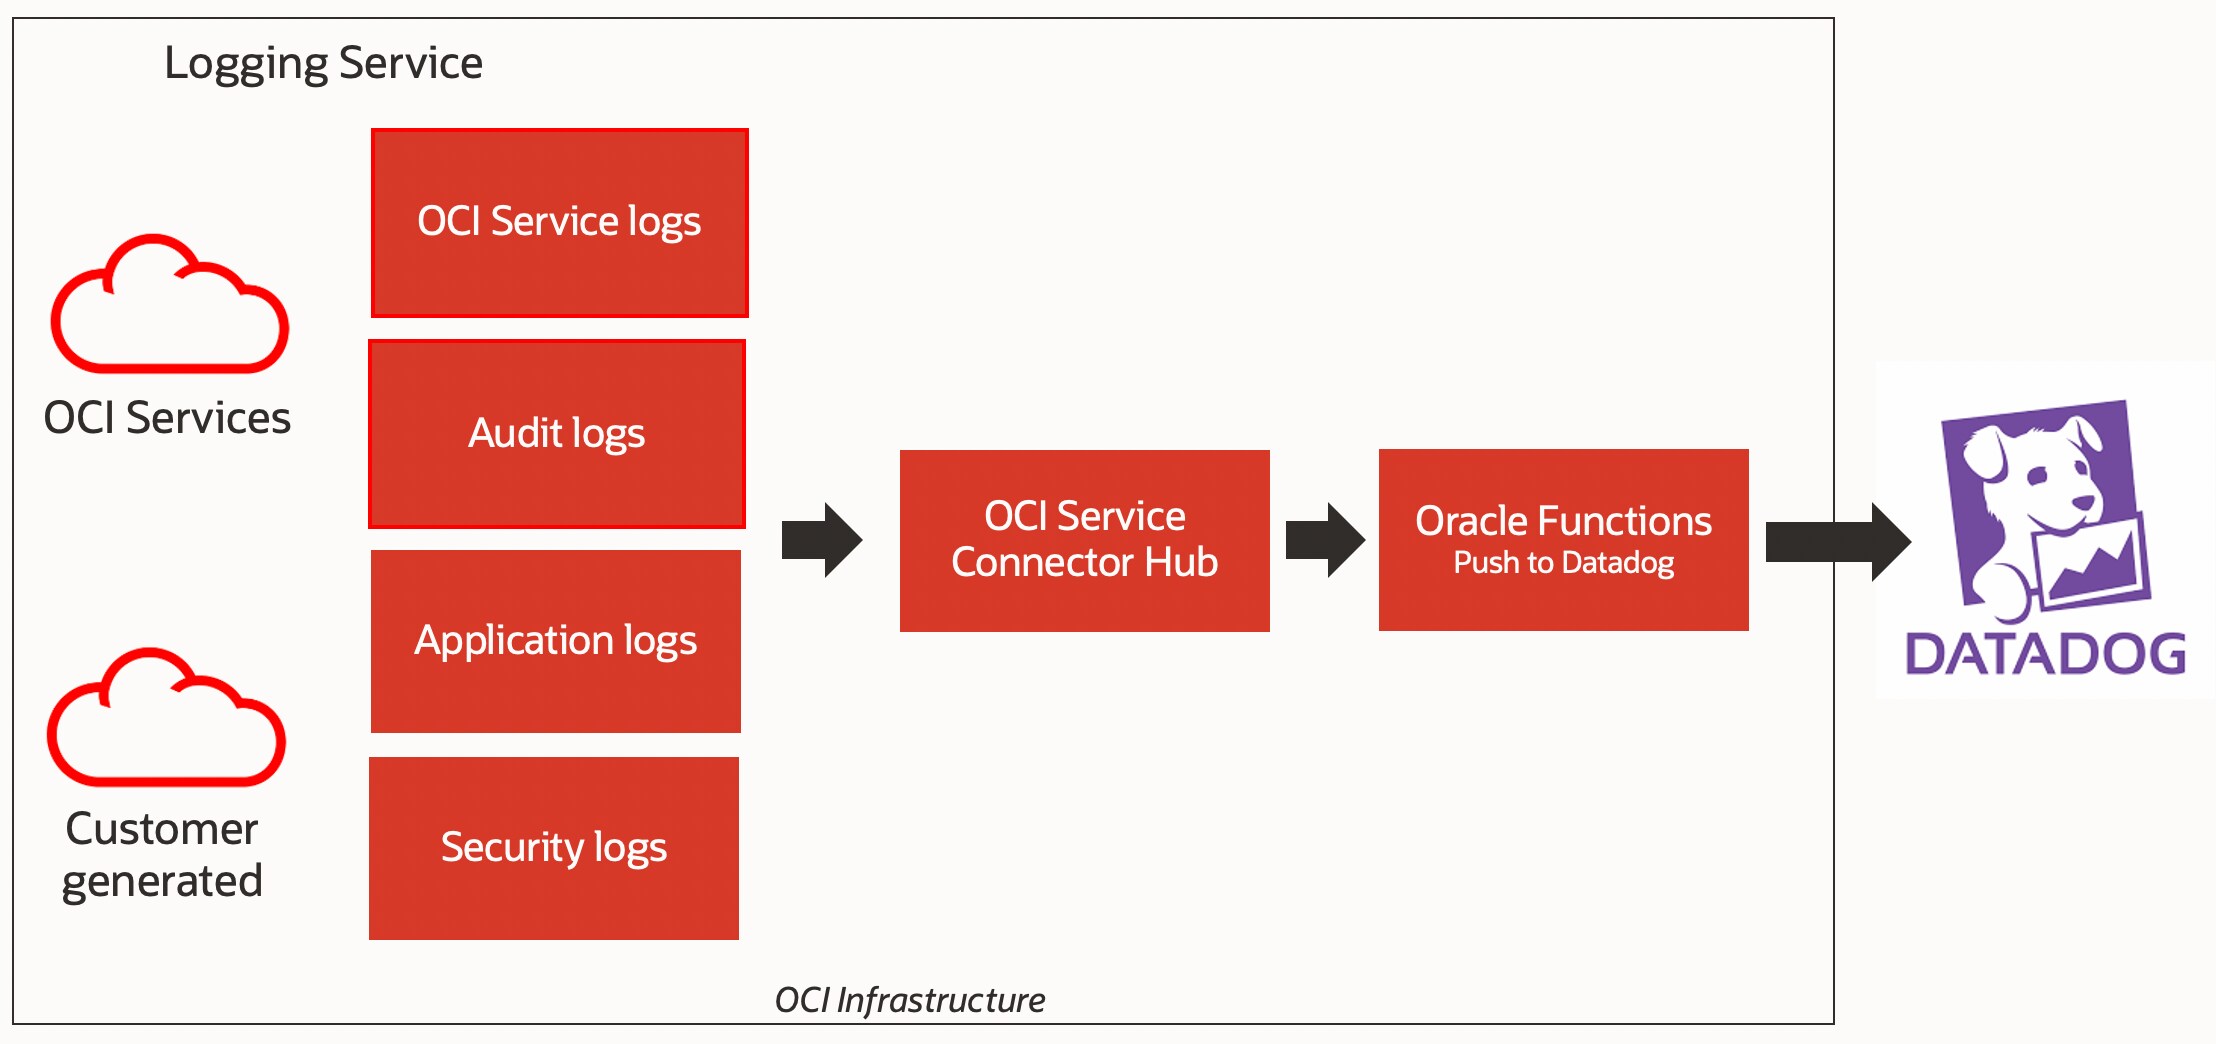 Logging Service
OCI Service logs
OCI Services
Audit logs
Application logs
Customer
generated
Security logs
OCI Service
Connector Hub
Oracle Functions
Push to Datadog
DATADOG
OCI Infrastructure